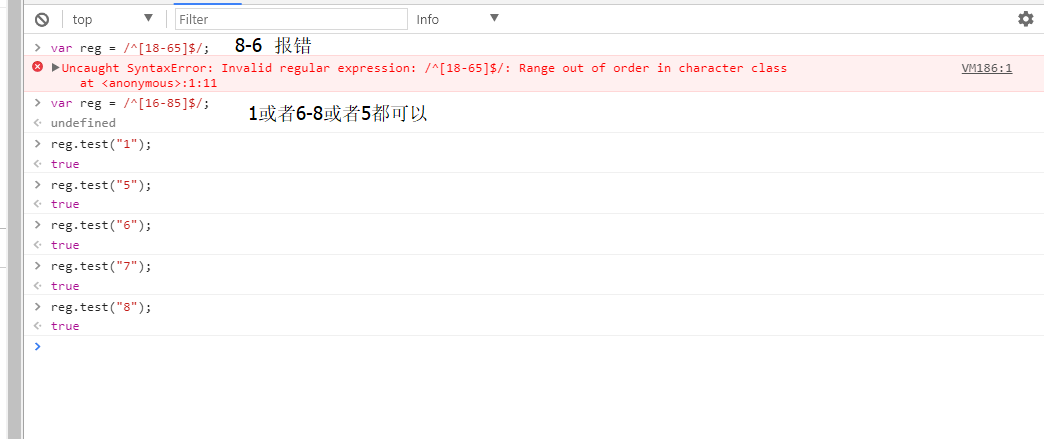 top Filter Info
> var reg = /^[18-65]$/; 8-6 报错
Uncaught SyntaxError: Invalid regular expression: /^[18-65]$/: Range out of order in character class VM186:1
at <anonymous>:1:11
> var reg = /^[16-85]$/;
undefined 1或者6-8或者5都可以
> reg.test("1");
true
> reg.test("5");
true
> reg.test("6");
true
> reg.test("7");
true
> reg.test("8");
true
>